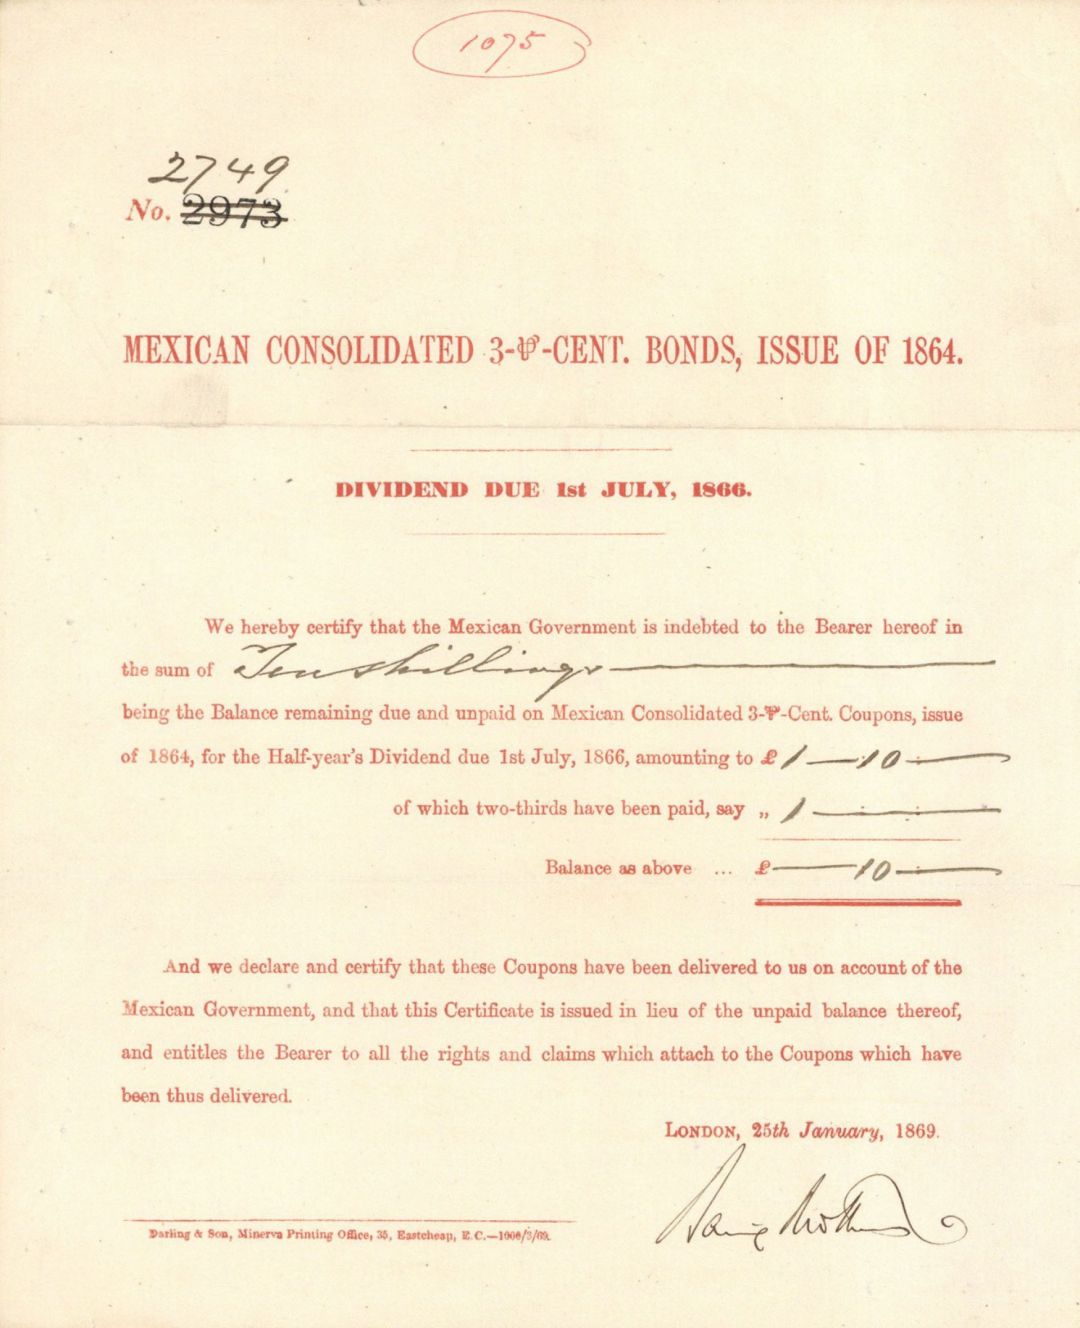 1075
2749
No. 2973
MEXICAN CONSOLIDATED 3-℔-CENT. BONDS, ISSUE OF 1864.
DIVIDEND DUE 1st JULY, 1866.
We hereby certify that the Mexican Government is indebted to the Bearer hereof in
the sum of Ten shillings
being the Balance remaining due and unpaid on Mexican Consolidated 3-℔-Cent. Coupons, issue
of 1864, for the Half-year's Dividend due 1st July, 1866, amounting to £ 1 — 10 —
of which two-thirds have been paid, say „ 1 —
Balance as above ... £ — 10 —
And we declare and certify that these Coupons have been delivered to us on account of the
Mexican Government, and that this Certificate is issued in lieu of the unpaid balance thereof,
and entitles the Bearer to all the rights and claims which attach to the Coupons which have
been thus delivered.
LONDON, 25th January, 1869.
Baring Brothers
Darling & Son, Minerva Printing Office, 35, Eastcheap, E.C.—1000/3/69.